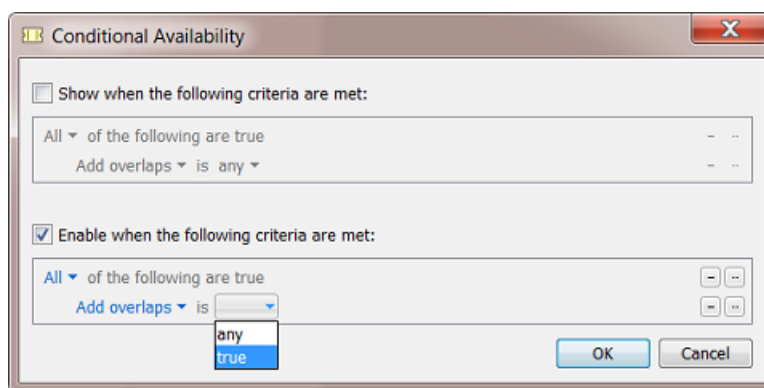 Conditional Availability
Show when the following criteria are met:
All of the following are true
Add overlaps is any
Enable when the following criteria are met:
All of the following are true
Add overlaps is
any
true
OK Cancel